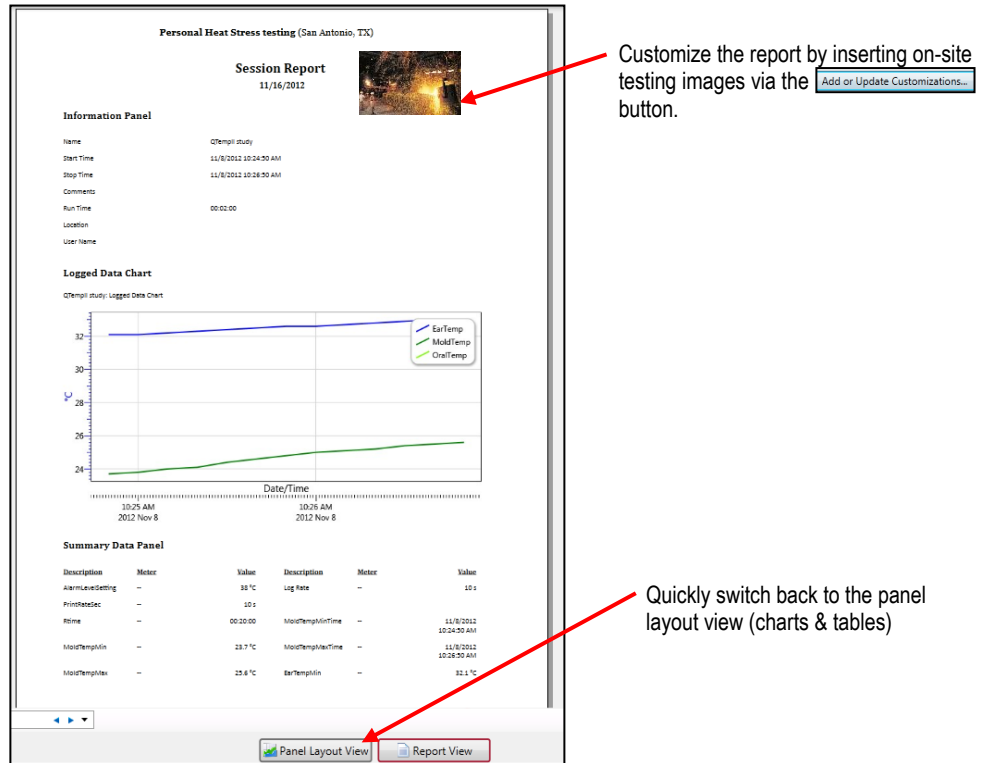 Personal Heat Stress testing (San Antonio, TX)
Session Report
11/16/2012
Customize the report by inserting on-site
testing images via the Add or Update Customizations...
button.
Information Panel
Name QTempII study
Start Time 11/8/2012 10:24:50 AM
Stop Time 11/8/2012 10:26:50 AM
Comments
Run Time 00:02:00
Location
User Name
Logged Data Chart
QTempII study: Logged Data Chart
EarTemp
MoldTemp
OralTemp
32
30
28
26
24
°C
Date/Time
10:25 AM 10:26 AM
2012 Nov 8 2012 Nov 8
Summary Data Panel
Description Meter Value Description Meter Value
AlarmLevelSetting -- 38 °C Log Rate -- 10 s
PrintRateSec -- 10 s
Rtime -- 00:20:00 MoldTempMinTime -- 11/8/2012
10:24:50 AM
MoldTempMin -- 23.7 °C MoldTempMaxTime -- 11/8/2012
10:26:50 AM
MoldTempMax -- 25.6 °C EarTempMin -- 32.1 °C
Quickly switch back to the panel
layout view (charts & tables)
Panel Layout View Report View